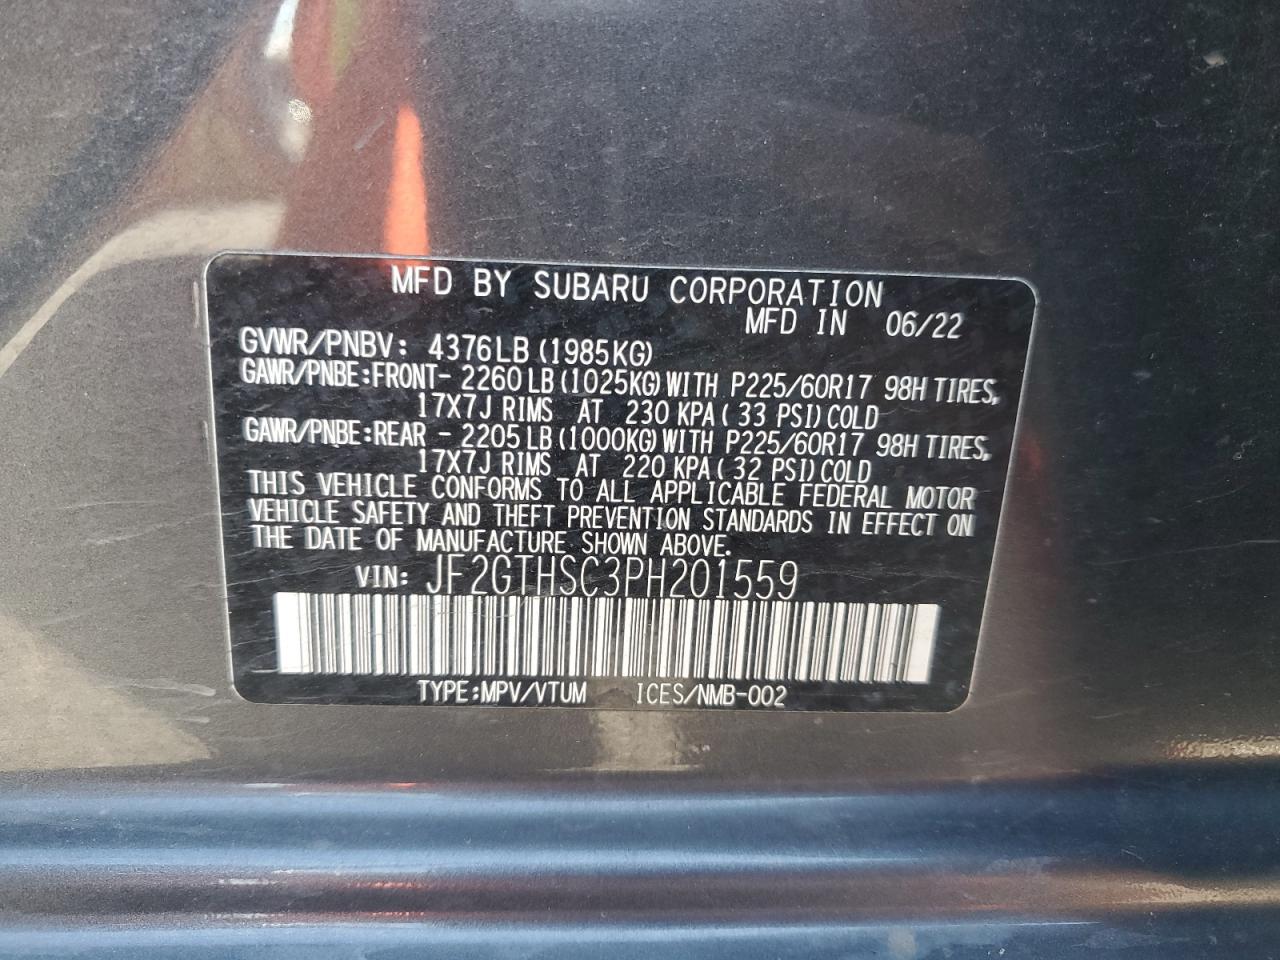 MFD BY SUBARU CORPORATION
MFD IN 06/22
GVWR/PNBV: 4376LB (1985KG)
GAWR/PNBE:FRONT- 2260 LB (1025KG) WITH P225/60R17 98H TIRES,
17X7J RIMS AT 230 KPA ( 33 PSI) COLD
GAWR/PNBE:REAR - 2205 LB (1000KG) WITH P225/60R17 98H TIRES,
17X7J RIMS AT 220 KPA ( 32 PSI) COLD
THIS VEHICLE CONFORMS TO ALL APPLICABLE FEDERAL MOTOR
VEHICLE SAFETY AND THEFT PREVENTION STANDARDS IN EFFECT ON
THE DATE OF MANUFACTURE SHOWN ABOVE.
VIN: JF2GTHSC3PH201559
TYPE:MPV/VTUM ICES/NMB-002